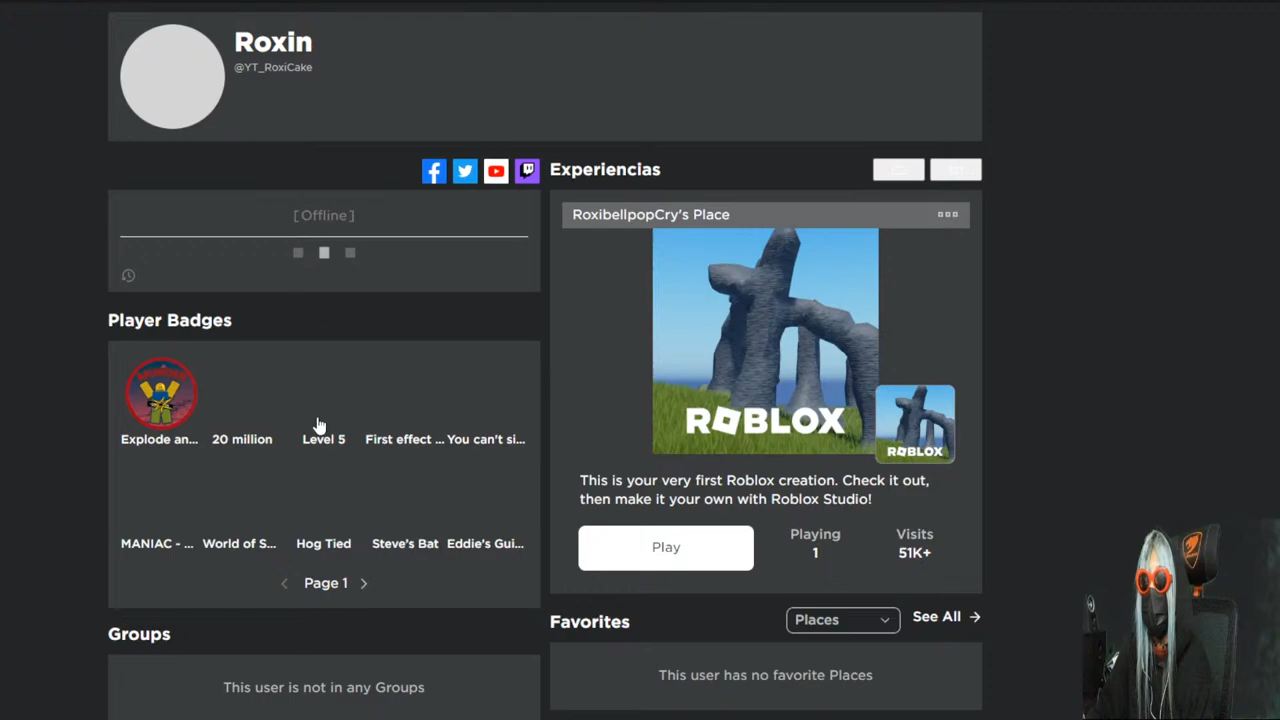 Roxin
@YT_RoxiCake
Experiencias
[ Offline ]
RoxibellpopCry's Place
ROBLOX
ROBLOX
This is your very first Roblox creation. Check it out,
then make it your own with Roblox Studio!
Play
Playing
1
Visits
51K+
Player Badges
Explode an... 20 million Level 5 First effect ... You can't si...
MANIAC - ... World of S... Hog Tied Steve's Bat Eddie's Gui...
Page 1
Groups
This user is not in any Groups
Favorites
Places
See All
This user has no favorite Places